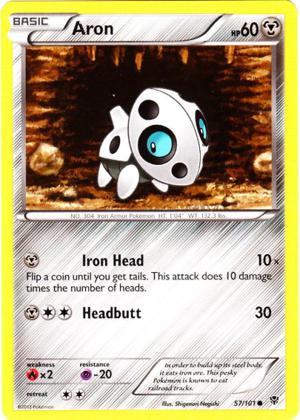 BASIC
Aron
HP60
NO. 304 Iron Armor Pokémon HT: 1'04" WT: 132.3 lbs.
Iron Head 10×
Flip a coin until you get tails. This attack does 10 damage
times the number of heads.
Headbutt 30
weakness
×2
resistance
-20
retreat
In order to build up its steely body,
it eats iron ore. This pesky
Pokémon is known to eat
railroad tracks.
©2013 Pokémon
Illus. Shigenori Negishi
57/101